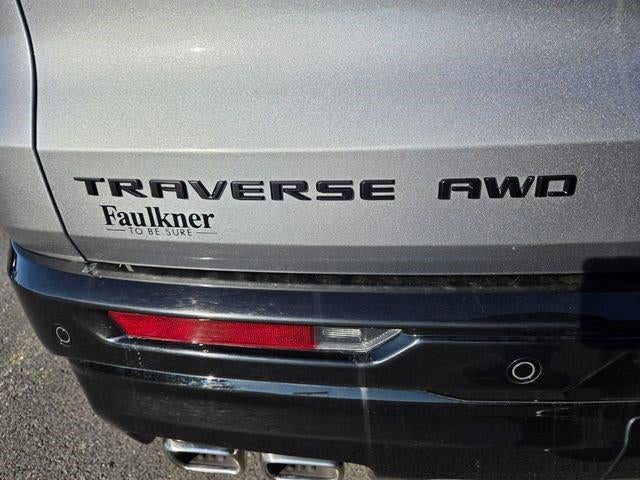 TRAVERSE AWD
Faulkner
TO BE SURE